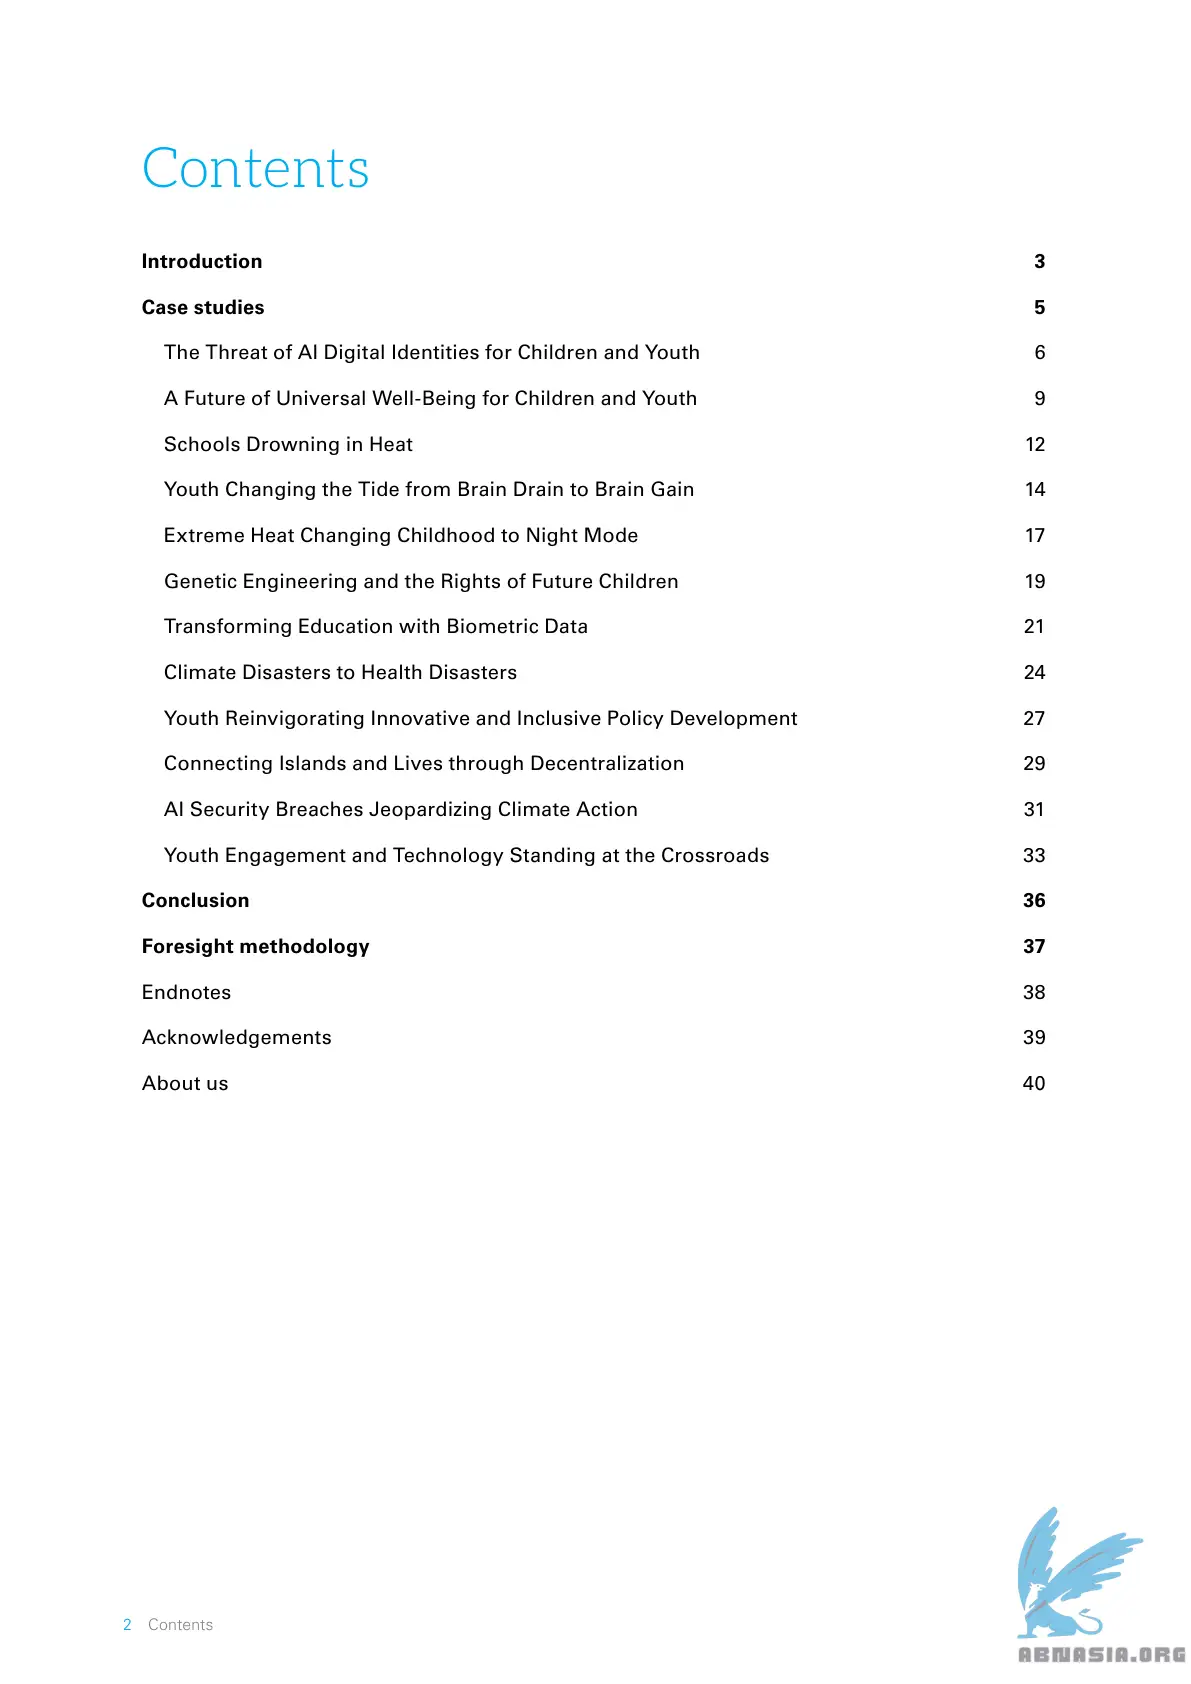 Contents
Introduction 3
Case studies 5
The Threat of AI Digital Identities for Children and Youth 6
A Future of Universal Well-Being for Children and Youth 9
Schools Drowning in Heat 12
Youth Changing the Tide from Brain Drain to Brain Gain 14
Extreme Heat Changing Childhood to Night Mode 17
Genetic Engineering and the Rights of Future Children 19
Transforming Education with Biometric Data 21
Climate Disasters to Health Disasters 24
Youth Reinvigorating Innovative and Inclusive Policy Development 27
Connecting Islands and Lives through Decentralization 29
AI Security Breaches Jeopardizing Climate Action 31
Youth Engagement and Technology Standing at the Crossroads 33
Conclusion 36
Foresight methodology 37
Endnotes 38
Acknowledgements 39
About us 40
2 Contents
ABNASIA.ORG